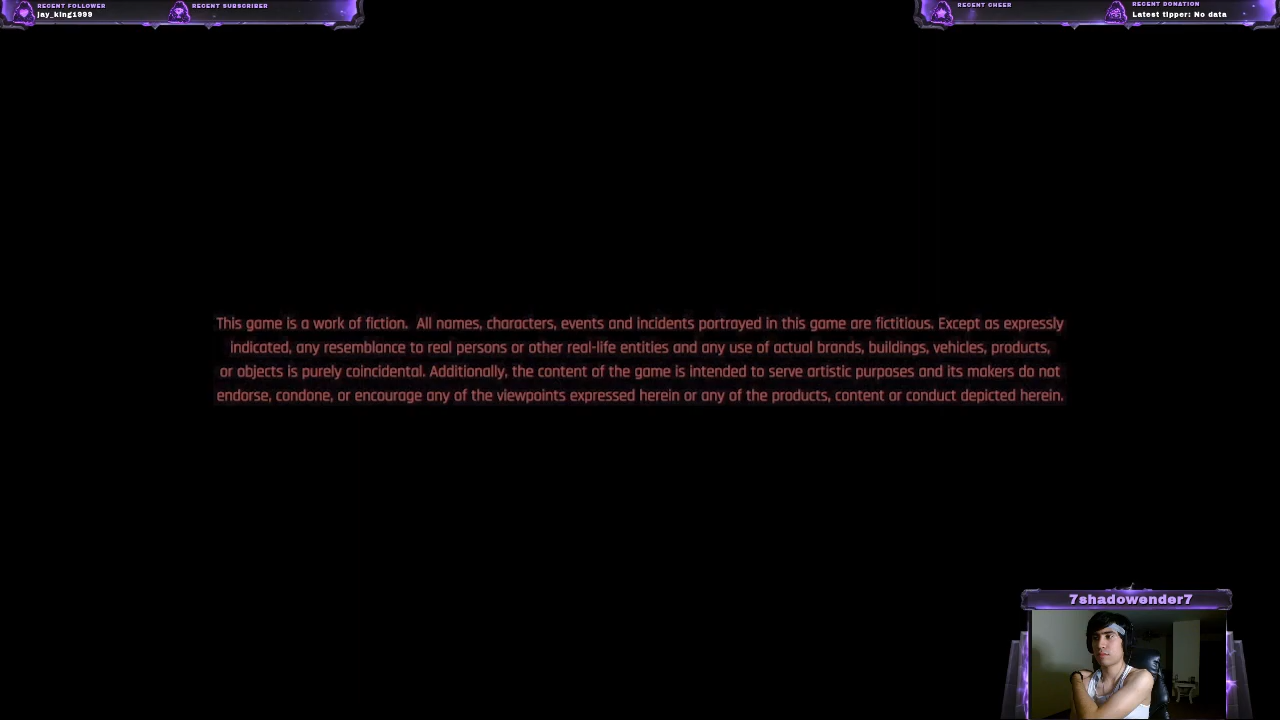 RECENT FOLLOWER
jay_king1999
RECENT SUBSCRIBER
RECENT CHEER
RECENT DONATION
Latest tipper: No data
This game is a work of fiction.  All names, characters, events and incidents portrayed in this game are fictitious. Except as expressly
indicated, any resemblance to real persons or other real-life entities and any use of actual brands, buildings, vehicles, products,
or objects is purely coincidental. Additionally, the content of the game is intended to serve artistic purposes and its makers do not
endorse, condone, or encourage any of the viewpoints expressed herein or any of the products, content or conduct depicted herein.
7shadowender7